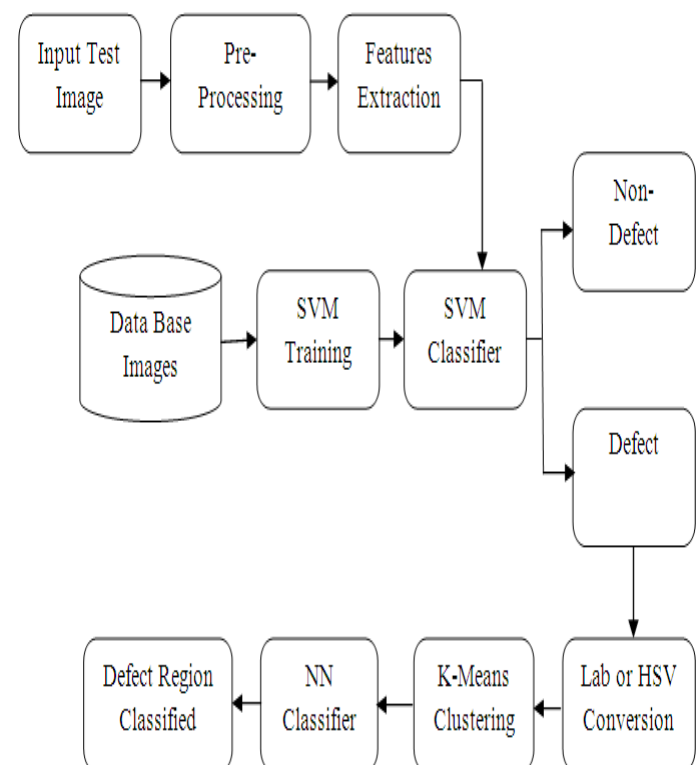 Input Test
Image
Pre-
Processing
Features
Extraction
Non-
Defect
Data Base
Images
SVM
Training
SVM
Classifier
Defect
Defect Region
Classified
NN
Classifier
K-Means
Clustering
Lab or HSV
Conversion